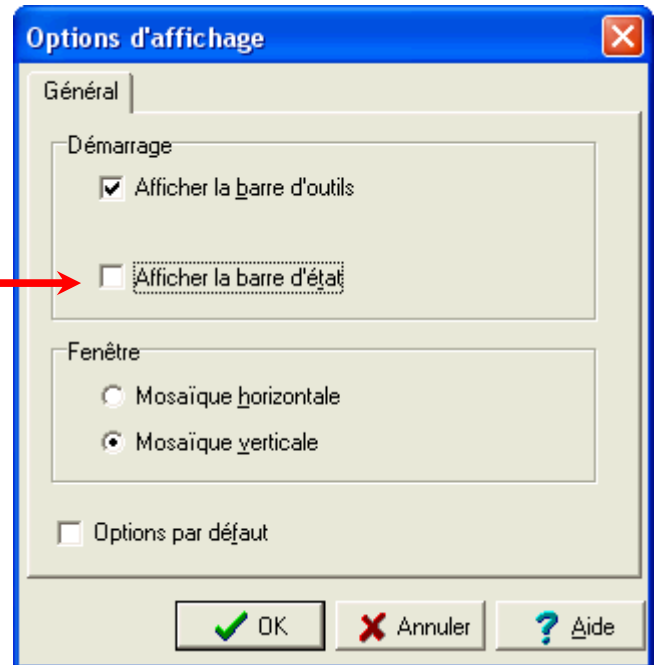 Options d'affichage
Général
Démarrage
Afficher la barre d'outils
Afficher la barre d'état
Fenêtre
Mosaïque horizontale
Mosaïque verticale
Options par défaut
OK Annuler ? Aide